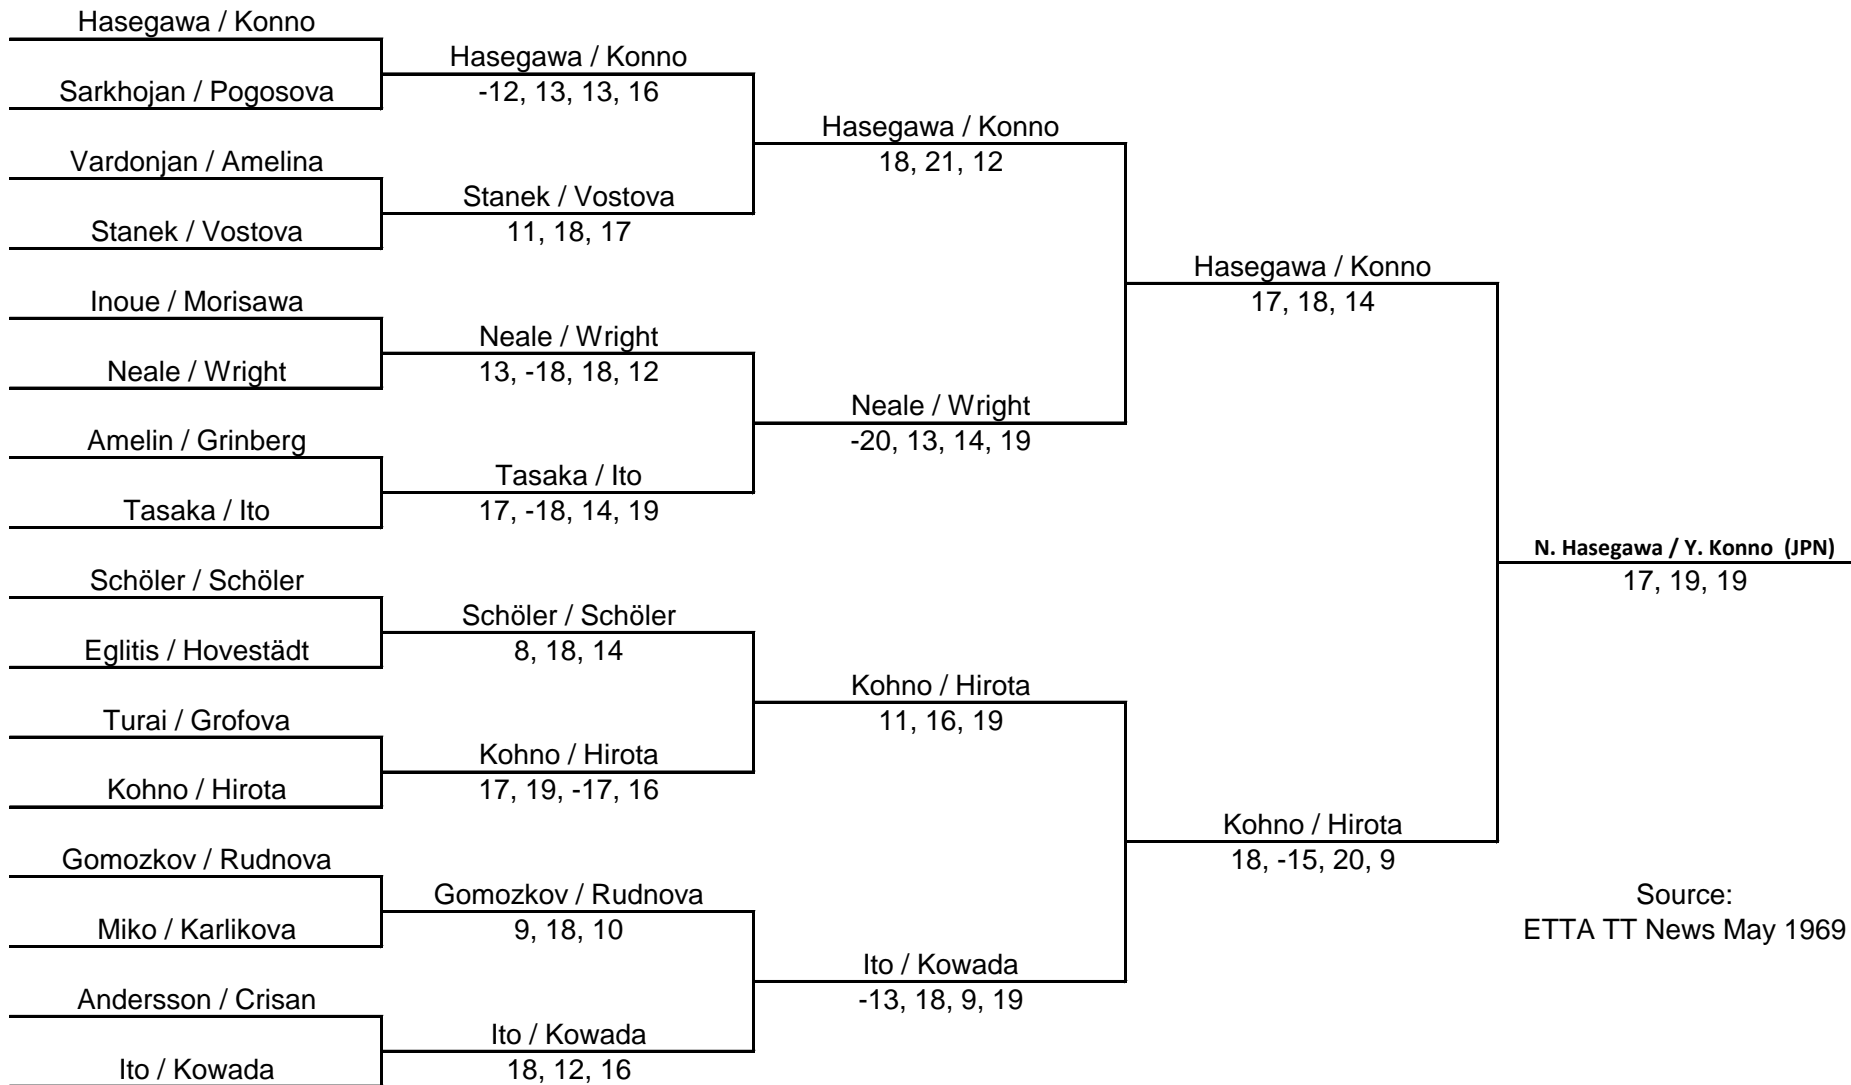 Hasegawa / Konno
Sarkhojan / Pogosova
Vardonjan / Amelina
Stanek / Vostova
Inoue / Morisawa
Neale / Wright
Amelin / Grinberg
Tasaka / Ito
Schöler / Schöler
Eglitis / Hovestädt
Turai / Grofova
Kohno / Hirota
Gomozkov / Rudnova
Miko / Karlikova
Andersson / Crisan
Ito / Kowada
Hasegawa / Konno
-12, 13, 13, 16
Stanek / Vostova
11, 18, 17
Neale / Wright
13, -18, 18, 12
Tasaka / Ito
17, -18, 14, 19
Schöler / Schöler
8, 18, 14
Kohno / Hirota
17, 19, -17, 16
Gomozkov / Rudnova
9, 18, 10
Ito / Kowada
18, 12, 16
Hasegawa / Konno
18, 21, 12
Neale / Wright
-20, 13, 14, 19
Kohno / Hirota
11, 16, 19
Ito / Kowada
-13, 18, 9, 19
Hasegawa / Konno
17, 18, 14
Kohno / Hirota
18, -15, 20, 9
N. Hasegawa / Y. Konno (JPN)
17, 19, 19
Source:
ETTA TT News May 1969